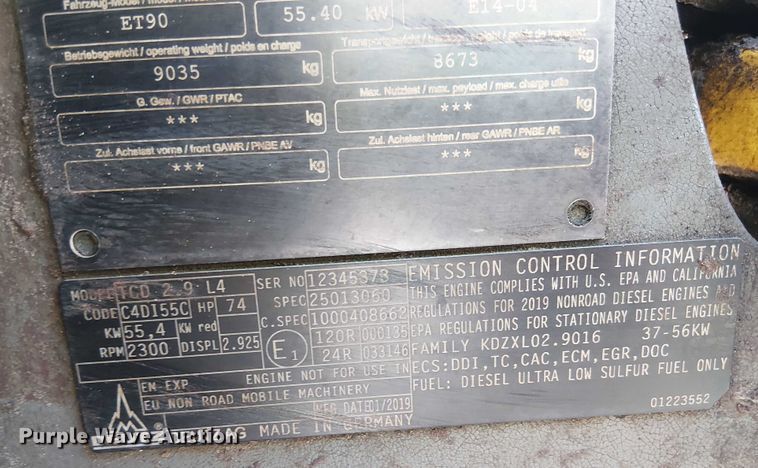 Fahrzeug-Modell / model /
ET90
55.40 kW
E14-04
Betriebsgewicht / operating weight / poids en charge
9035 kg
8673 kg
G. Gew. / GWR / PTAC
*** kg
Max. Nutzlast / max. payload / max. charge utile
*** kg
Zul. Achslast vorne / front GAWR / PNBE AV
*** kg
Zul. Achslast hinten / rear GAWR / PNBE AR
*** kg
MODEL TCD 2.9 L4
CODE C4D155C HP 74
KW 55,4 KW red
RPM 2300 DISPL 2.925
SER NO 12345373
SPEC 25013060
C.SPEC 1000408662
E1 120R 000135
24R 033146
ENGINE NOT FOR USE IN
EM-EXP
EU NON ROAD MOBILE MACHINERY
MFG DATE 01/2019
MADE IN GERMANY
EMISSION CONTROL INFORMATION
THIS ENGINE COMPLIES WITH U.S. EPA AND CALIFORNIA
REGULATIONS FOR 2019 NONROAD DIESEL ENGINES AND
EPA REGULATIONS FOR STATIONARY DIESEL ENGINES
FAMILY KDZXL02.9016 37-56KW
ECS: DDI, TC, CAC, ECM, EGR, DOC
FUEL: DIESEL ULTRA LOW SULFUR FUEL ONLY
01223552
Purple Wave Auction